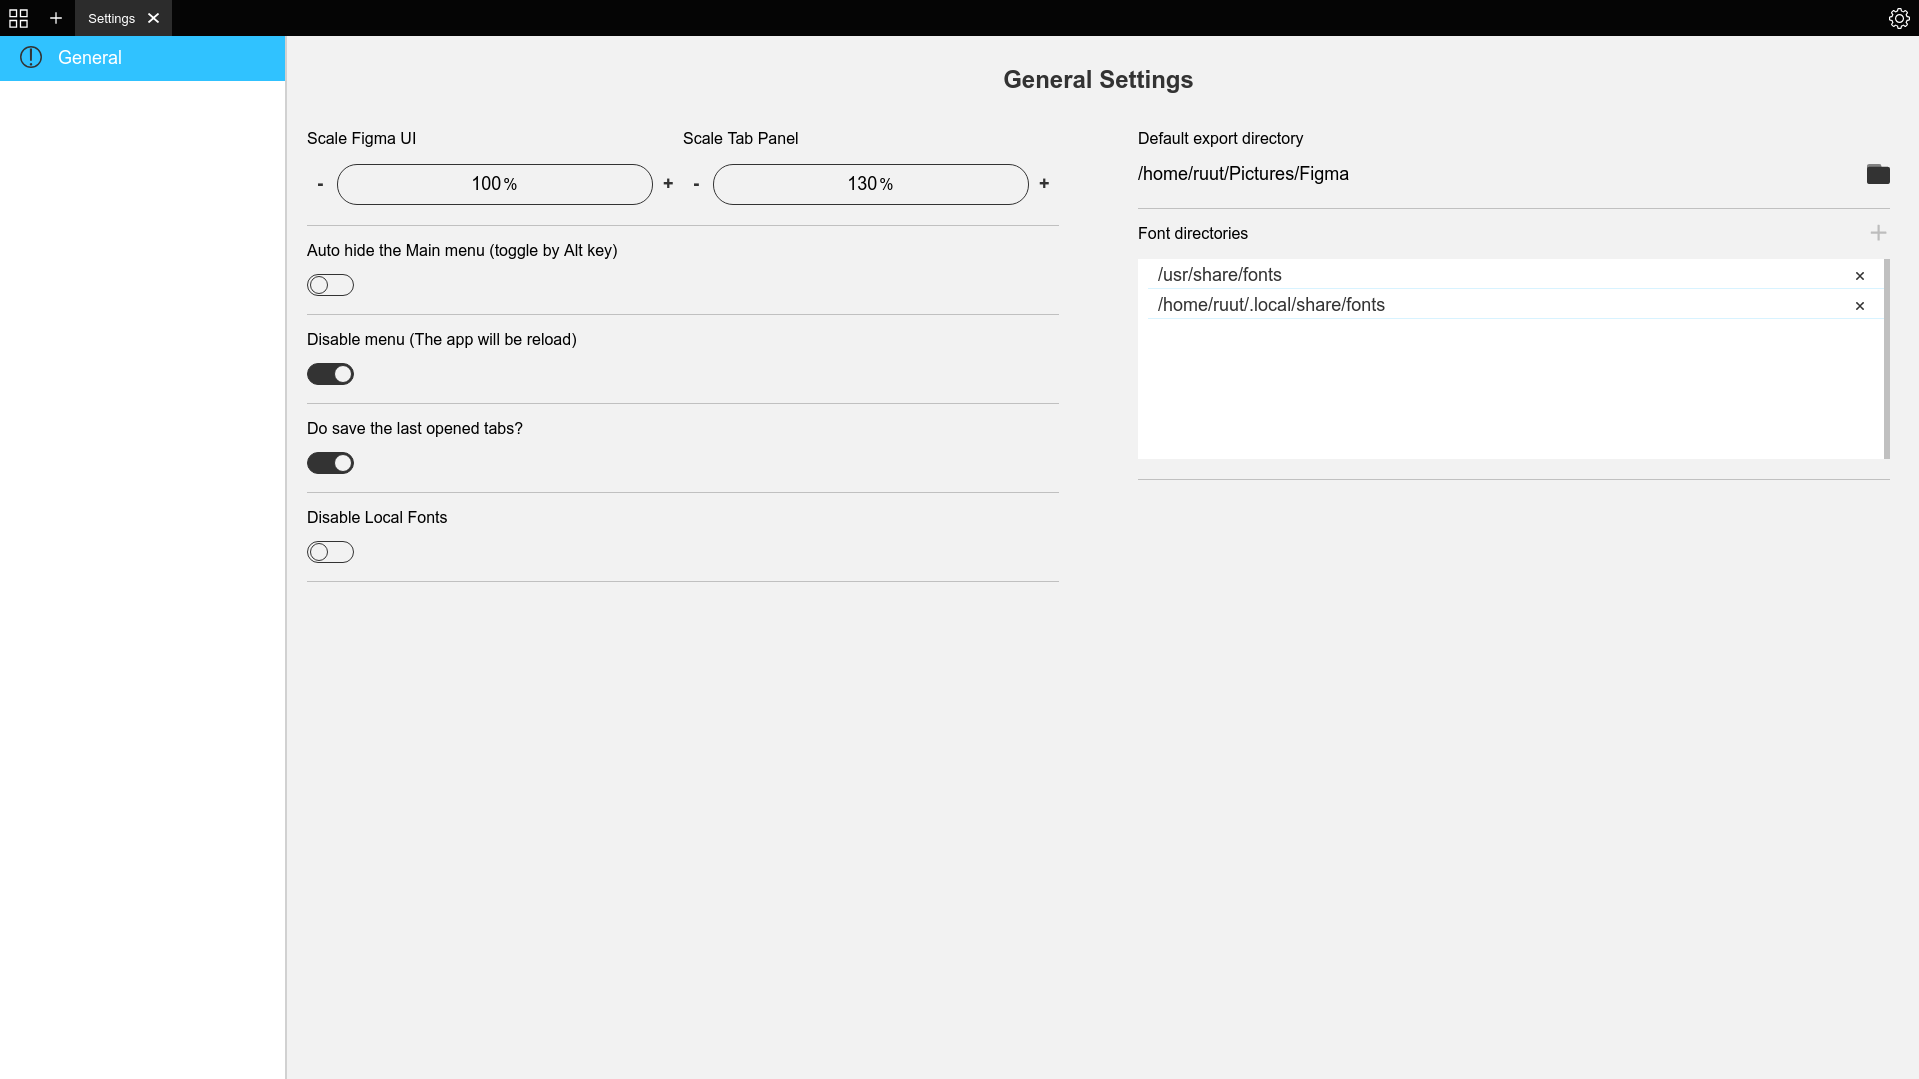 Settings
General
General Settings
Scale Figma UI
- 100% +
Scale Tab Panel
- 130% +
Auto hide the Main menu (toggle by Alt key)
Disable menu (The app will be reload)
Do save the last opened tabs?
Disable Local Fonts
Default export directory
/home/ruut/Pictures/Figma
Font directories
/usr/share/fonts
/home/ruut/.local/share/fonts